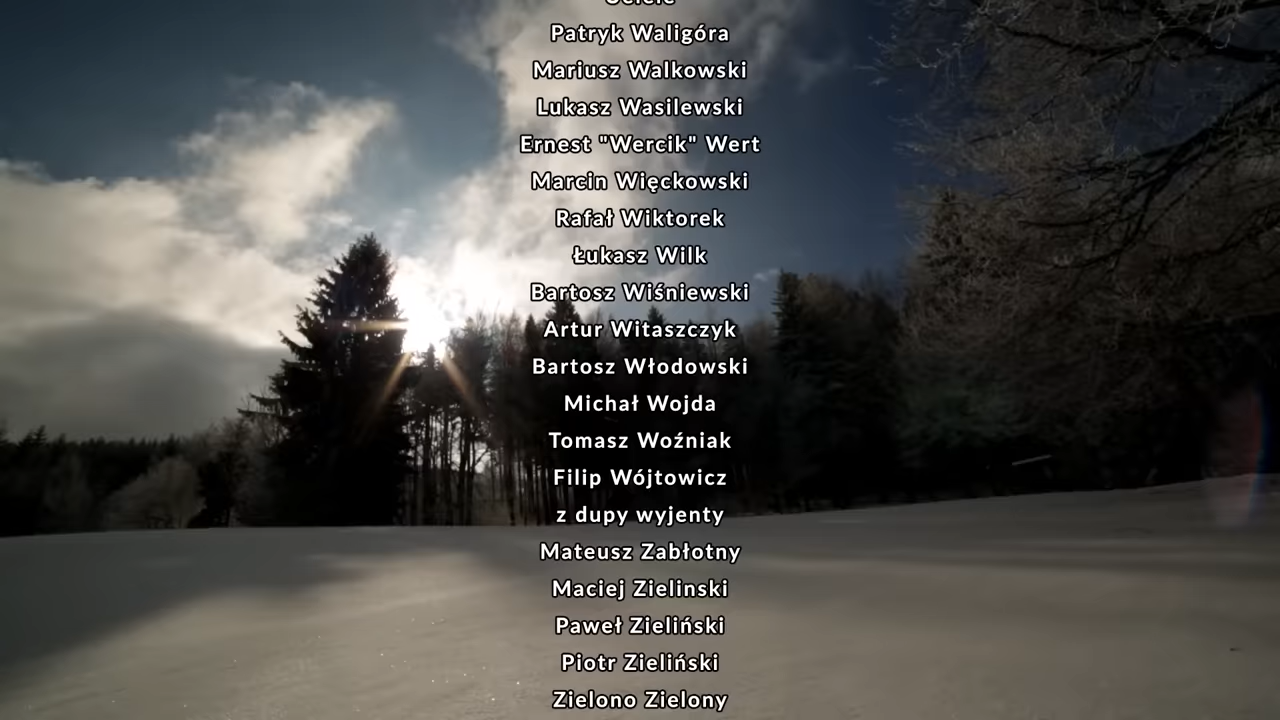 Patryk Waligóra
Mariusz Walkowski
Lukasz Wasilewski
Ernest "Wercik" Wert
Marcin Więckowski
Rafał Wiktorek
Łukasz Wilk
Bartosz Wiśniewski
Artur Witaszczyk
Bartosz Włodowski
Michał Wojda
Tomasz Woźniak
Filip Wójtowicz
z dupy wyjenty
Mateusz Zabłotny
Maciej Zielinski
Paweł Zieliński
Piotr Zieliński
Zielono Zielony